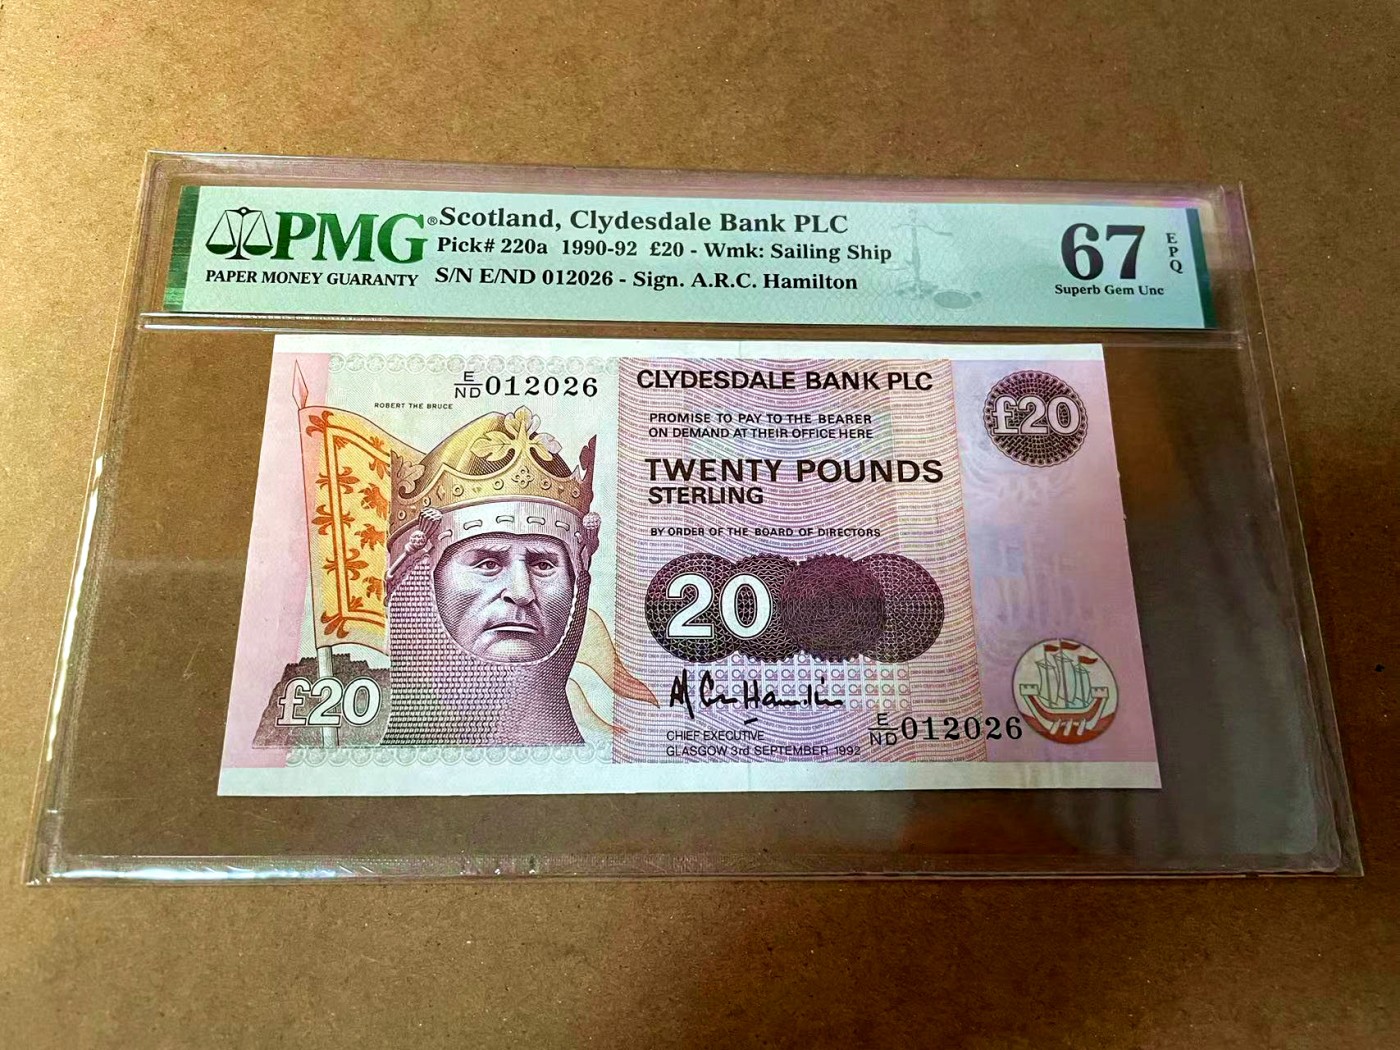 PMG®
PAPER MONEY GUARANTY
Scotland, Clydesdale Bank PLC
Pick# 220a 1990-92 £20 - Wmk: Sailing Ship
S/N E/ND 012026 - Sign. A.R.C. Hamilton
67
EPQ
Superb Gem Unc
E/ND 012026
ROBERT THE BRUCE
CLYDESDALE BANK PLC
£20
PROMISE TO PAY TO THE BEARER
ON DEMAND AT THEIR OFFICE HERE
TWENTY POUNDS
STERLING
BY ORDER OF THE BOARD OF DIRECTORS
20
£20
CHIEF EXECUTIVE
GLASGOW 3rd SEPTEMBER 1992
E/ND 012026